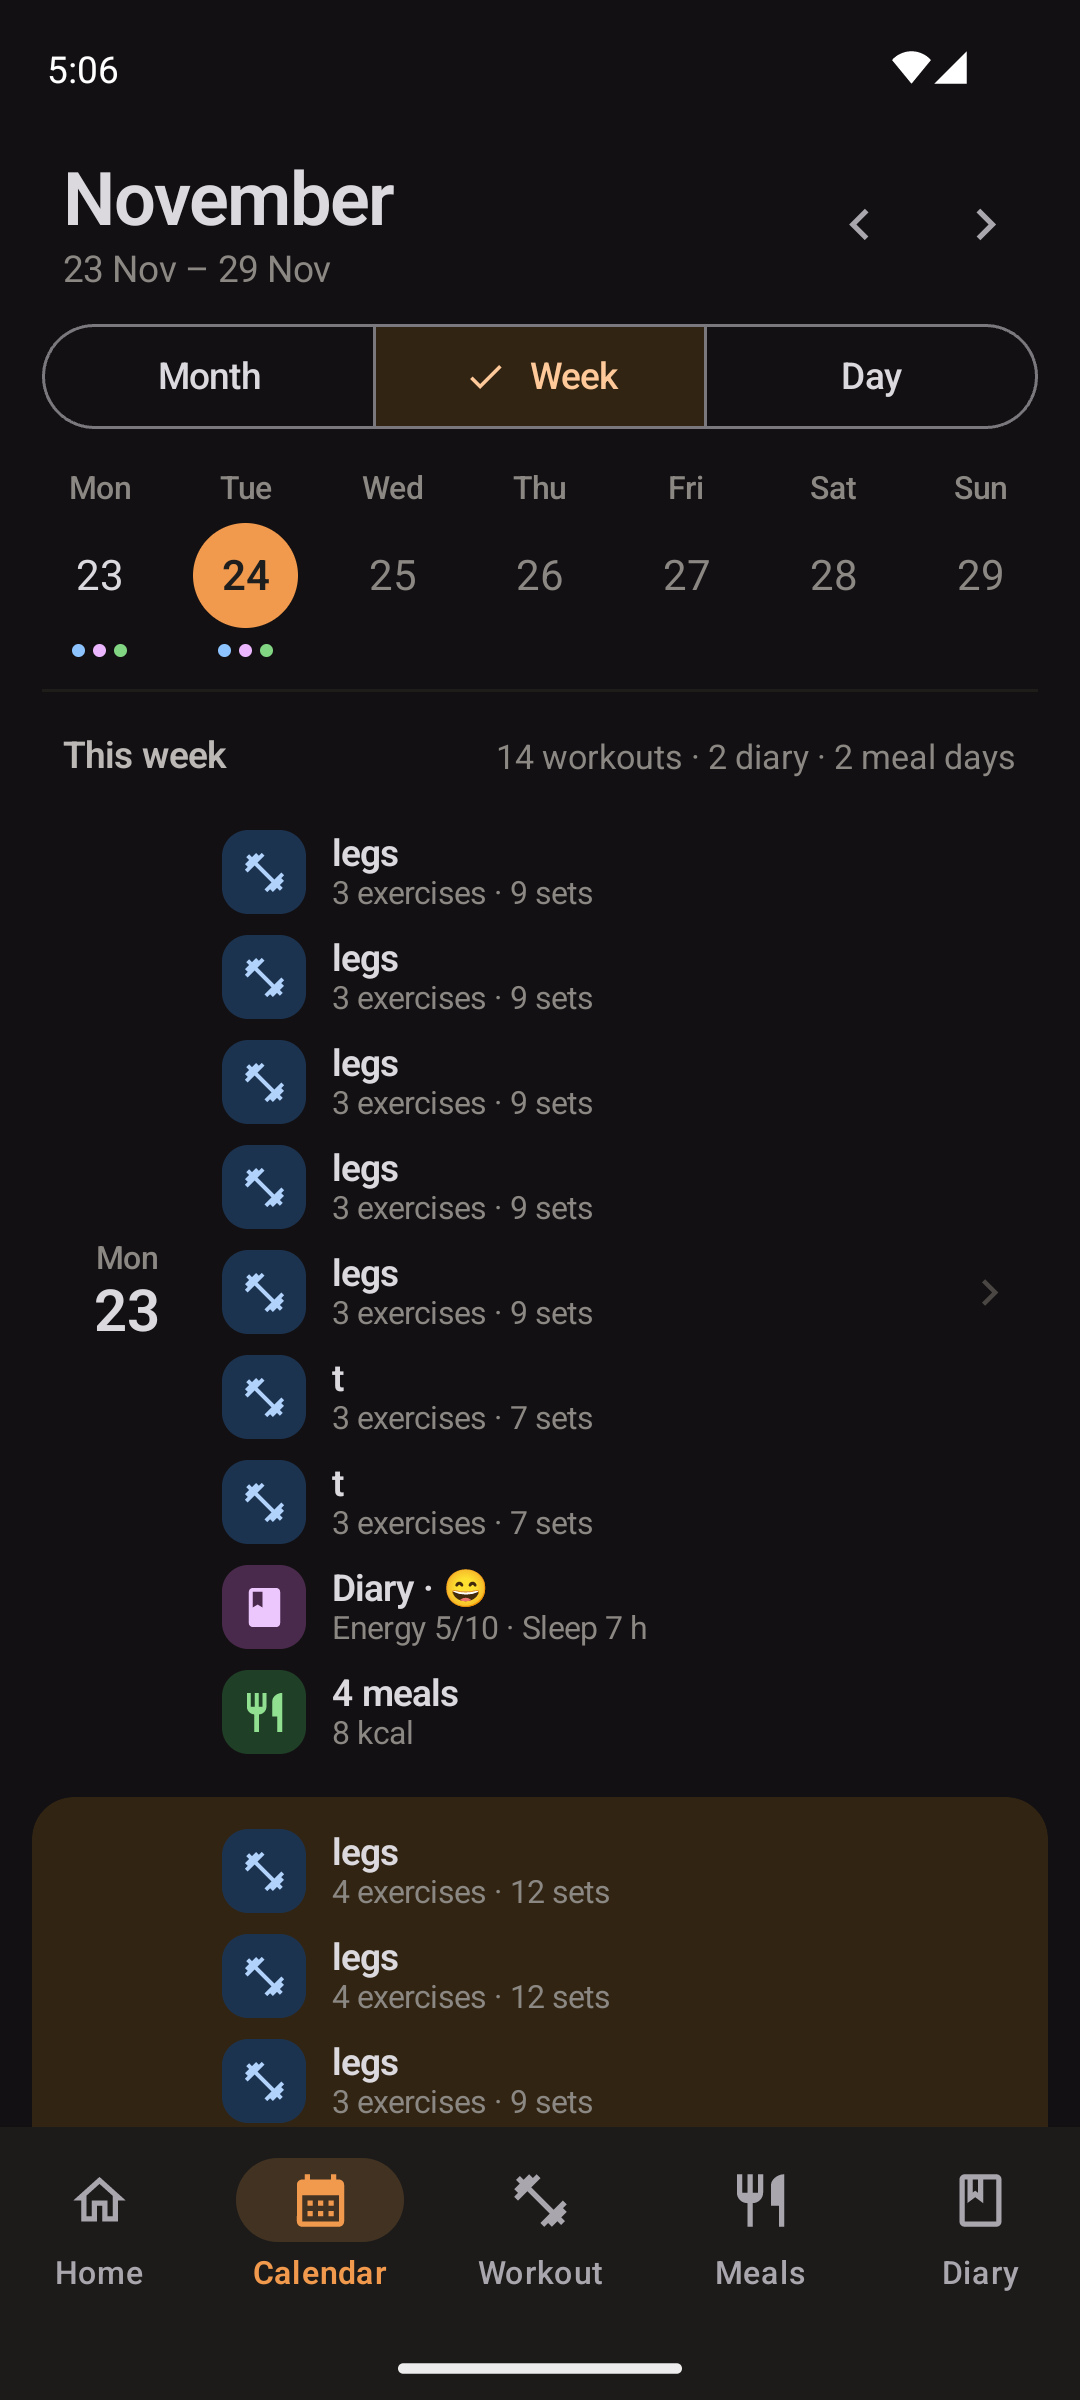 5:06
November
23 Nov – 29 Nov
Month
Week
Day
Mon Tue Wed Thu Fri Sat Sun
23 24 25 26 27 28 29
This week
14 workouts · 2 diary · 2 meal days
legs
3 exercises · 9 sets
legs
3 exercises · 9 sets
legs
3 exercises · 9 sets
legs
3 exercises · 9 sets
Mon
23
legs
3 exercises · 9 sets
t
3 exercises · 7 sets
t
3 exercises · 7 sets
Diary · 😄
Energy 5/10 · Sleep 7 h
4 meals
8 kcal
legs
4 exercises · 12 sets
legs
4 exercises · 12 sets
legs
3 exercises · 9 sets
Home
Calendar
Workout
Meals
Diary